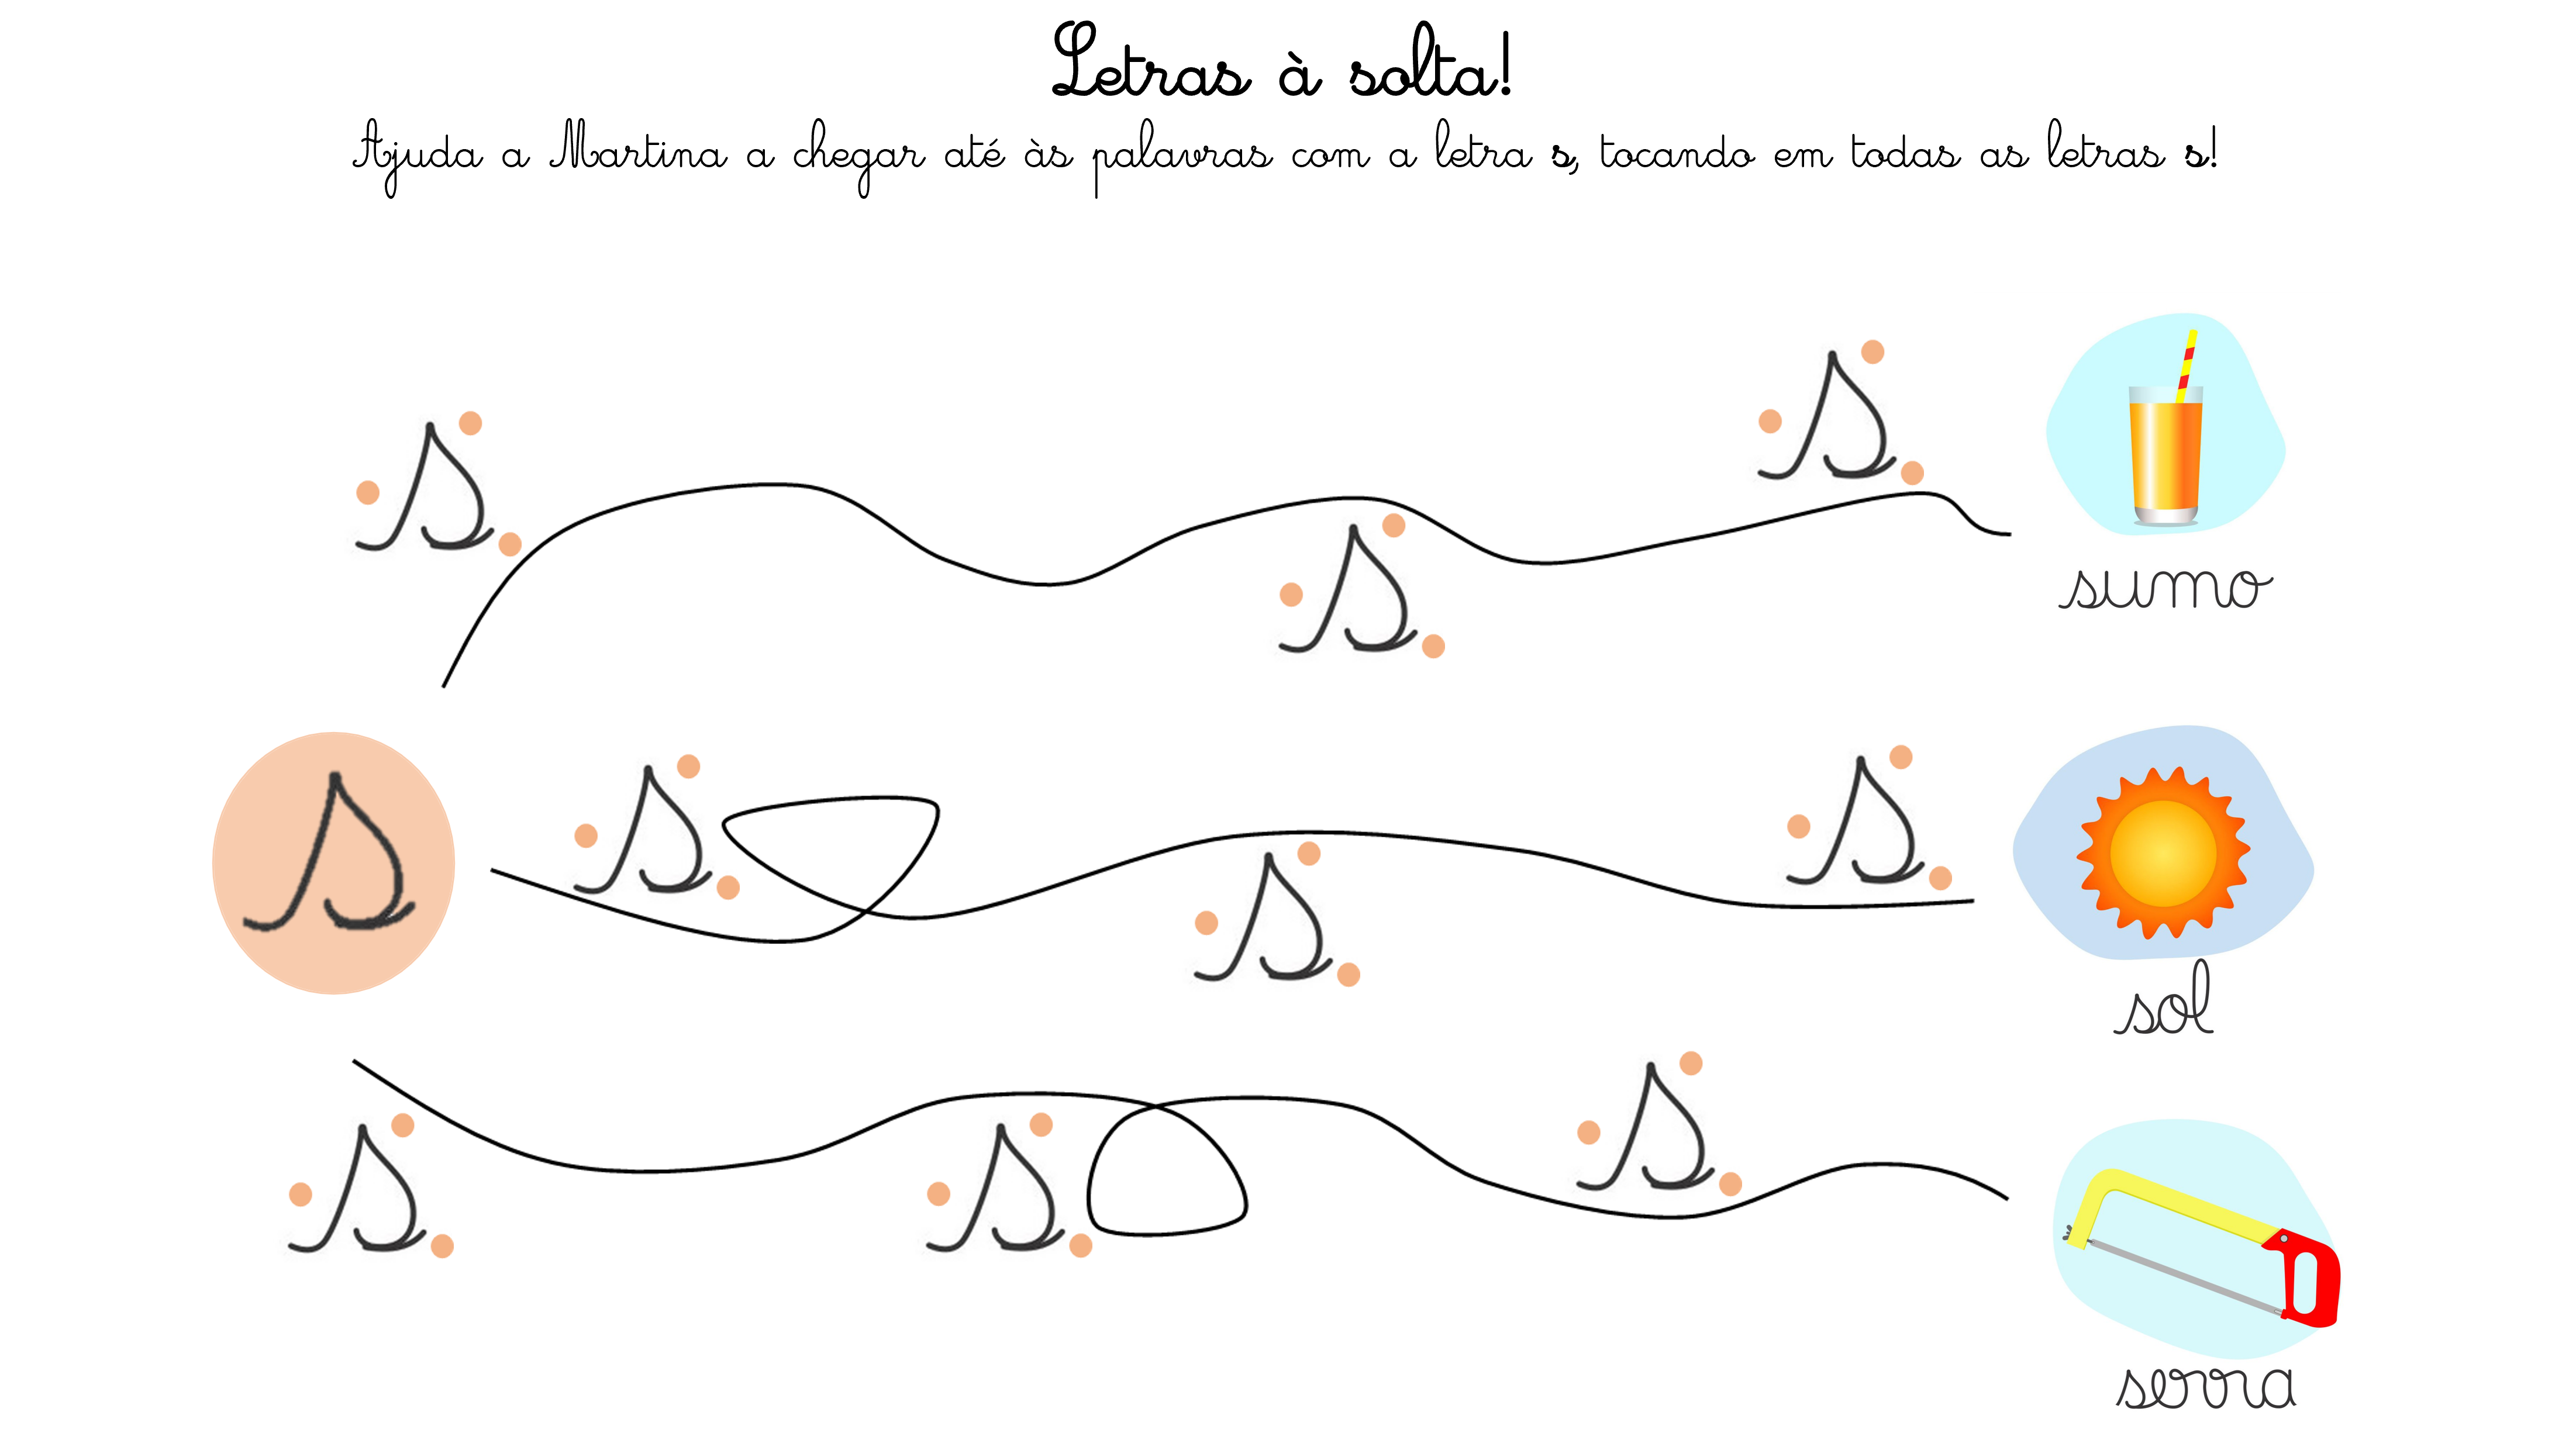 Letras à solta!
Ajuda a Martina a chegar até às palavras com a letra s, tocando em todas as letras s!
s s s
sumo
s s s s
sol
s s s
serra